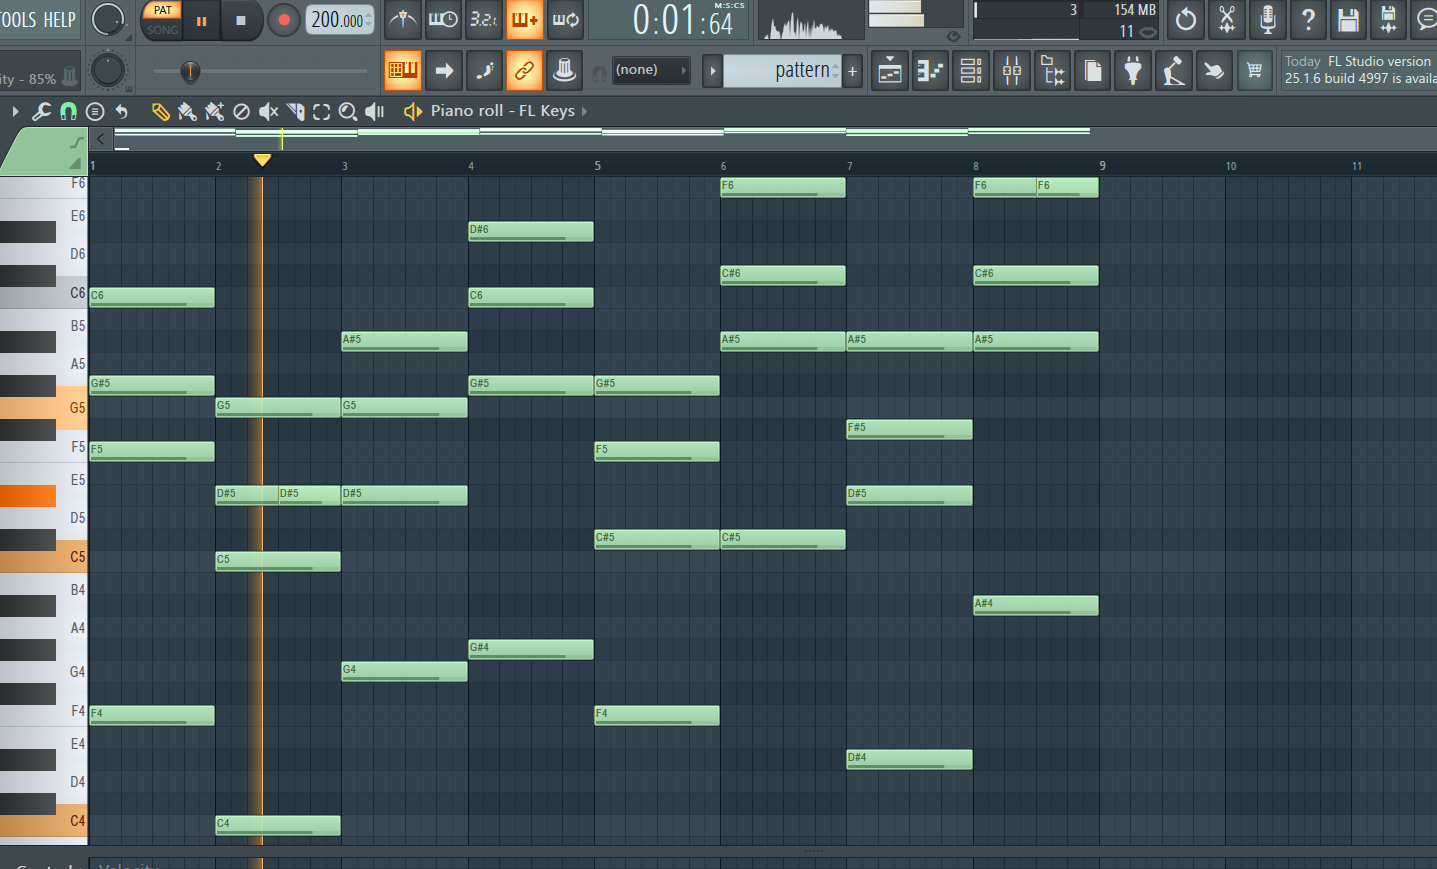 TOOLS HELP
PAT
SONG
200.000
3.2.
0:01:64
M:S:CS
3
154 MB
11
ity - 85%
(none)
pattern
+
Today FL Studio version
25.1.6 build 4997 is availa
Piano roll - FL Keys
1 2 3 4 5 6 7 8 9 10 11
F6 F6 F6 F6
E6
D#6
D6
C#6 C#6
C6 C6 C6
B5
A#5 A#5 A#5 A#5
A5
G#5 G#5 G#5
G5 G5 G5
F#5
F5 F5 F5
E5
D#5 D#5 D#5 D#5
D5
C#5 C#5
C5 C5
B4
A#4
A4
G#4
G4 G4
F4 F4 F4
E4
D#4
D4
C4 C4